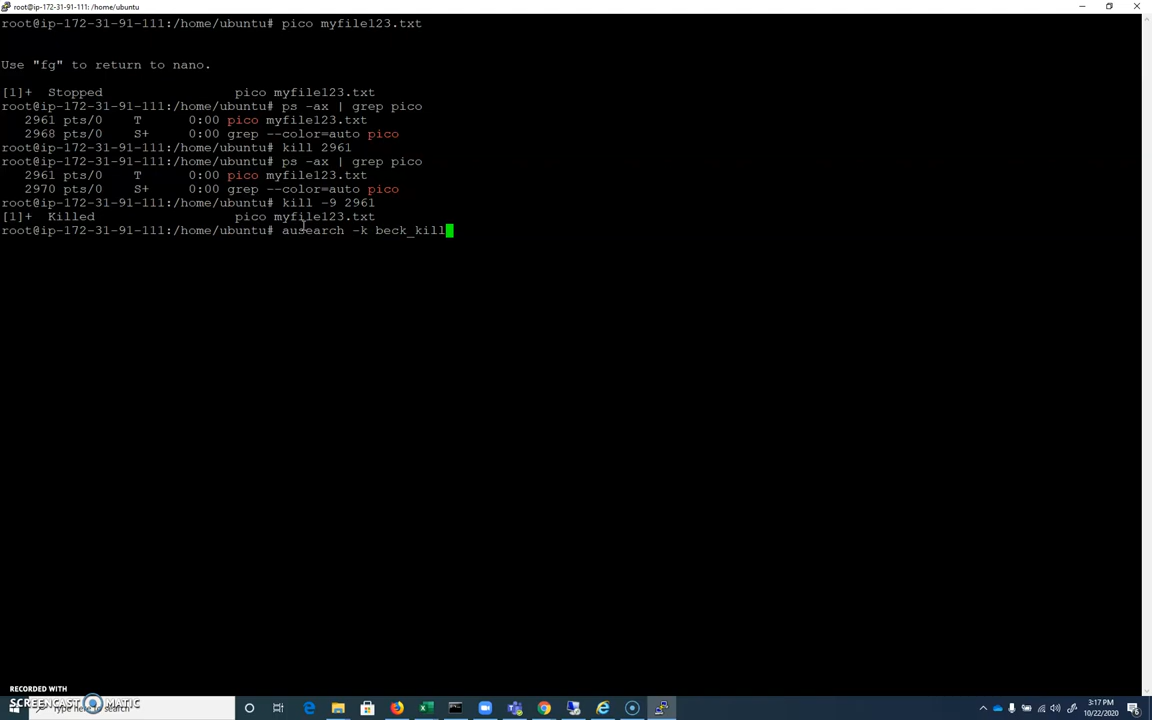 root@ip-172-31-91-111: /home/ubuntu
root@ip-172-31-91-111:/home/ubuntu# pico myfile123.txt
Use "fg" to return to nano.
[1]+  Stopped                 pico myfile123.txt
root@ip-172-31-91-111:/home/ubuntu# ps -ax | grep pico
2961 pts/0    T      0:00 pico myfile123.txt
2968 pts/0    S+     0:00 grep --color=auto pico
root@ip-172-31-91-111:/home/ubuntu# kill 2961
root@ip-172-31-91-111:/home/ubuntu# ps -ax | grep pico
2961 pts/0    T      0:00 pico myfile123.txt
2970 pts/0    S+     0:00 grep --color=auto pico
root@ip-172-31-91-111:/home/ubuntu# kill -9 2961
[1]+  Killed                  pico myfile123.txt
root@ip-172-31-91-111:/home/ubuntu# ausearch -k beck_kill
RECORDED WITH
SCREENCAST MATIC
Type here to search
3:17 PM
10/22/2020